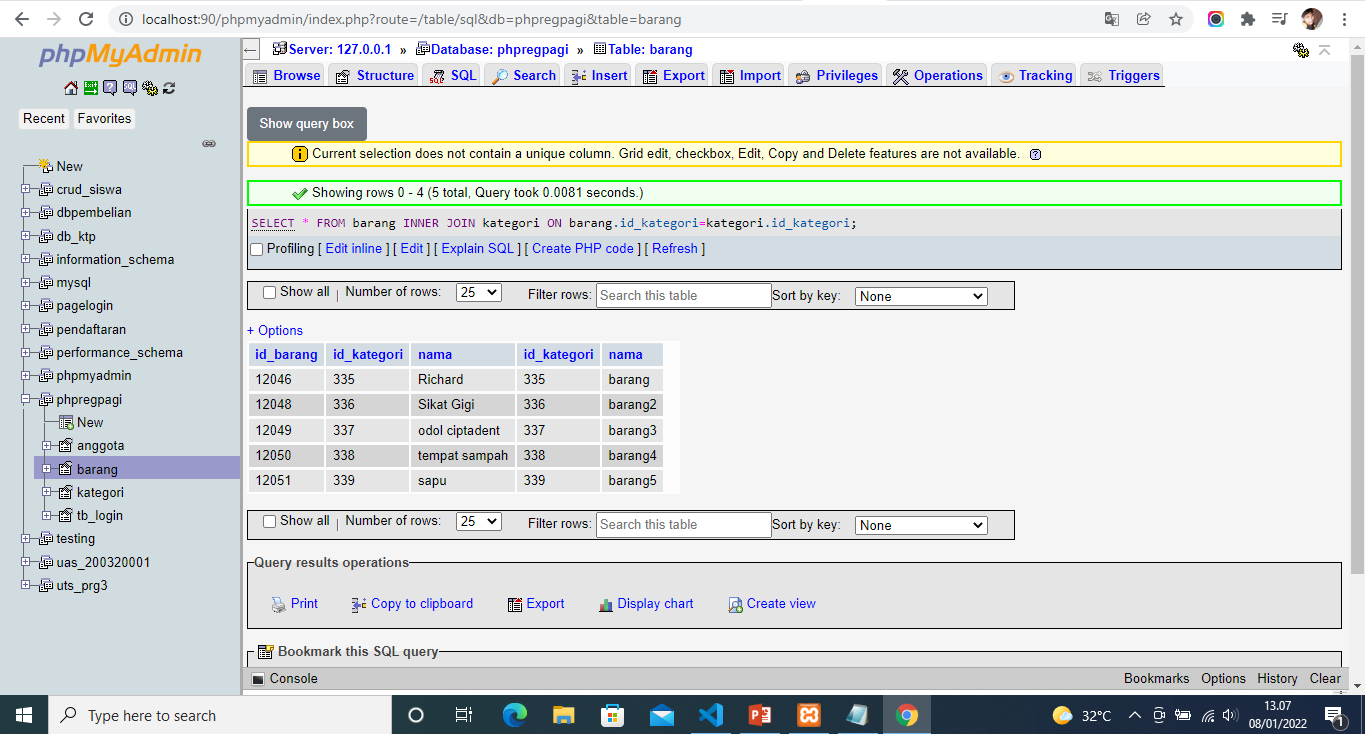 localhost:90/phpmyadmin/index.php?route=/table/sql&db=phpregpagi&table=barang
phpMyAdmin
Recent Favorites
New
crud_siswa
dbpembelian
db_ktp
information_schema
mysql
pagelogin
pendaftaran
performance_schema
phpmyadmin
phpregpagi
New
anggota
barang
kategori
tb_login
testing
uas_200320001
uts_prg3
Server: 127.0.0.1 » Database: phpregpagi » Table: barang
Browse Structure SQL Search Insert Export Import Privileges Operations Tracking Triggers
Show query box
Current selection does not contain a unique column. Grid edit, checkbox, Edit, Copy and Delete features are not available.
Showing rows 0 - 4 (5 total, Query took 0.0081 seconds.)
SELECT * FROM barang INNER JOIN kategori ON barang.id_kategori=kategori.id_kategori;
Profiling [ Edit inline ] [ Edit ] [ Explain SQL ] [ Create PHP code ] [ Refresh ]
Show all | Number of rows: 25 Filter rows: Search this table Sort by key: None
+ Options
id_barang id_kategori nama id_kategori nama
12046 335 Richard 335 barang
12048 336 Sikat Gigi 336 barang2
12049 337 odol ciptadent 337 barang3
12050 338 tempat sampah 338 barang4
12051 339 sapu 339 barang5
Show all | Number of rows: 25 Filter rows: Search this table Sort by key: None
Query results operations
Print Copy to clipboard Export Display chart Create view
Bookmark this SQL query
Console Bookmarks Options History Clear
Type here to search
32°C
13.07
08/01/2022
1